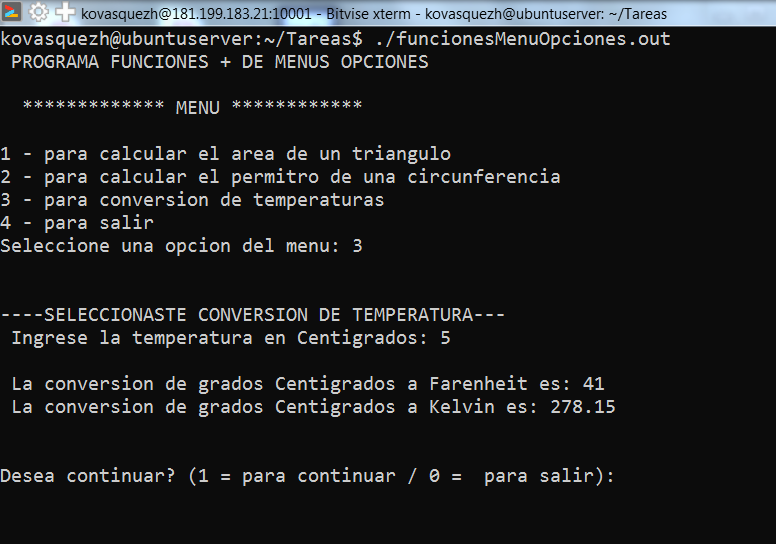 kovasquezh@181.199.183.21:10001 - Bitvise xterm - kovasquezh@ubuntuserver: ~/Tareas
kovasquezh@ubuntuserver:~/Tareas$ ./funcionesMenuOpciones.out
PROGRAMA FUNCIONES + DE MENUS OPCIONES
************* MENU ************
1 - para calcular el area de un triangulo
2 - para calcular el permitro de una circunferencia
3 - para conversion de temperaturas
4 - para salir
Seleccione una opcion del menu: 3
----SELECCIONASTE CONVERSION DE TEMPERATURA---
Ingrese la temperatura en Centigrados: 5
La conversion de grados Centigrados a Farenheit es: 41
La conversion de grados Centigrados a Kelvin es: 278.15
Desea continuar? (1 = para continuar / 0 =  para salir):